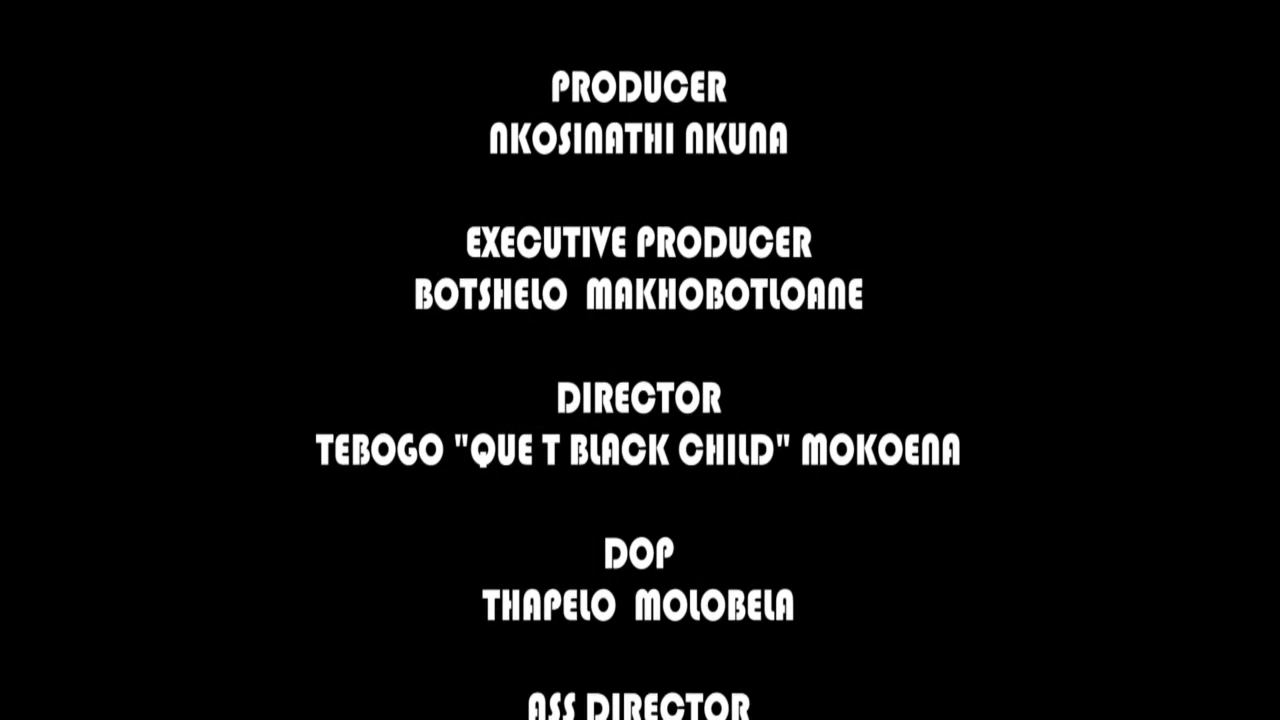 PRODUCER
NKOSINATHI NKUNA
EXECUTIVE PRODUCER
BOTSHELO MAKHOBOTLOANE
DIRECTOR
TEBOGO "QUE T BLACK CHILD" MOKOENA
DOP
THAPELO MOLOBELA
ASS DIRECTOR